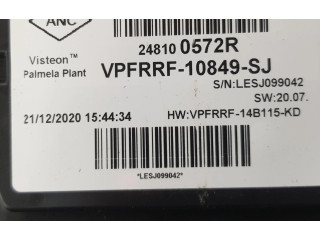 ANC
Visteon™
Palmela Plant
24810 0572R
VPFRRF-10849-SJ
S/N:LESJ099042
SW:20.07.
21/12/2020 15:44:34
HW:VPFRRF-14B115-KD
*LESJ099042*